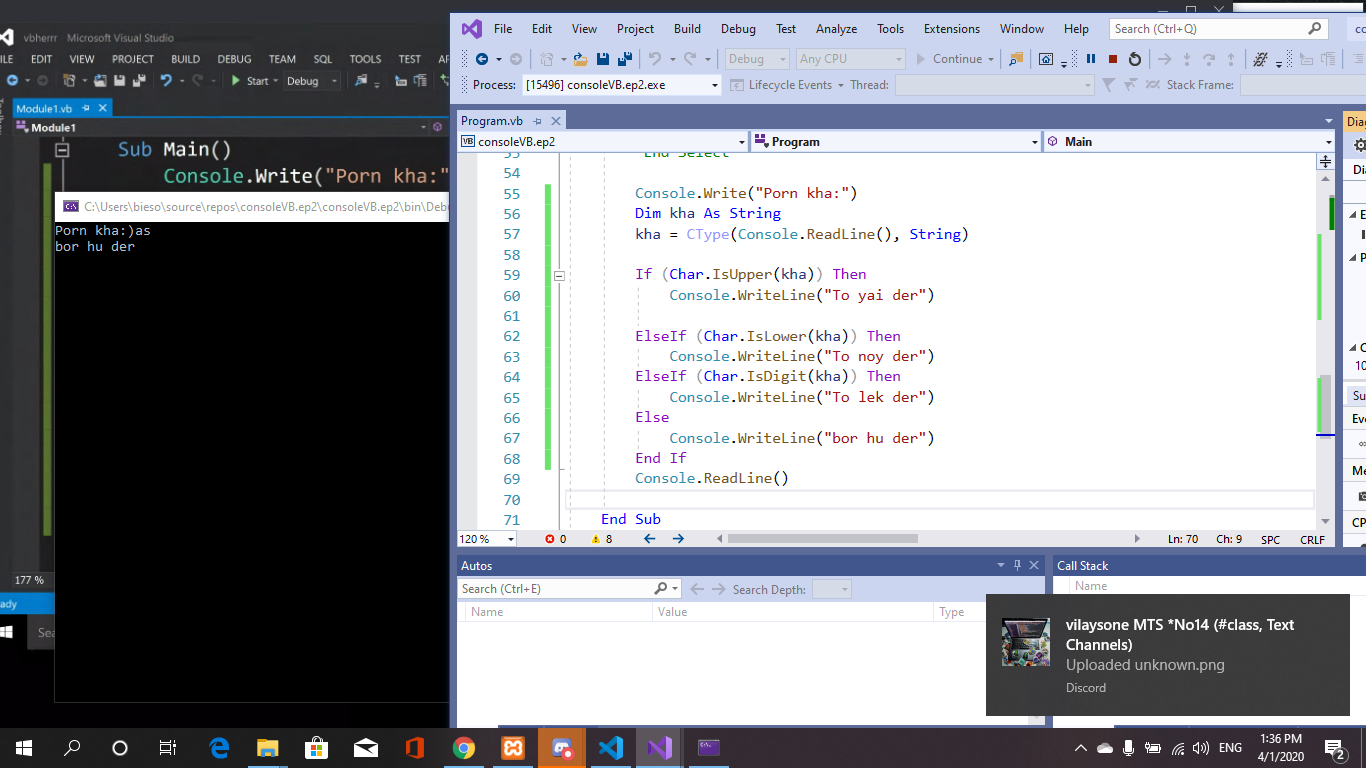 vbherrr Microsoft Visual Studio
ILE EDIT VIEW PROJECT BUILD DEBUG TEAM SQL TOOLS TEST
Start Debug
Module1.vb
Module1
Sub Main()
Console.Write("Porn kha:"
C:\Users\bieso\source\repos\consoleVB.ep2\consoleVB.ep2\bin\Deb
Porn kha:)as
bor hu der
177 %
ady
Sea
File Edit View Project Build Debug Test Analyze Tools Extensions Window Help Search (Ctrl+Q) co
Debug Any CPU Continue
Process: [15496] consoleVB.ep2.exe Lifecycle Events Thread: Stack Frame:
Program.vb
consoleVB.ep2 Program Main
53 End Select
54
55 Console.Write("Porn kha:")
56 Dim kha As String
57 kha = CType(Console.ReadLine(), String)
58
59 If (Char.IsUpper(kha)) Then
60 Console.WriteLine("To yai der")
61
62 ElseIf (Char.IsLower(kha)) Then
63 Console.WriteLine("To noy der")
64 ElseIf (Char.IsDigit(kha)) Then
65 Console.WriteLine("To lek der")
66 Else
67 Console.WriteLine("bor hu der")
68 End If
69 Console.ReadLine()
70
71 End Sub
120 % 0 8 Ln: 70 Ch: 9 SPC CRLF
Diag
Dia
E
P
C
10
Su
Eve
Me
CP
Autos
Search (Ctrl+E) Search Depth:
Name Value Type
Call Stack
Name
vilaysone MTS *No14 (#class, Text
Channels)
Uploaded unknown.png
Discord
ENG
1:36 PM
4/1/2020
2